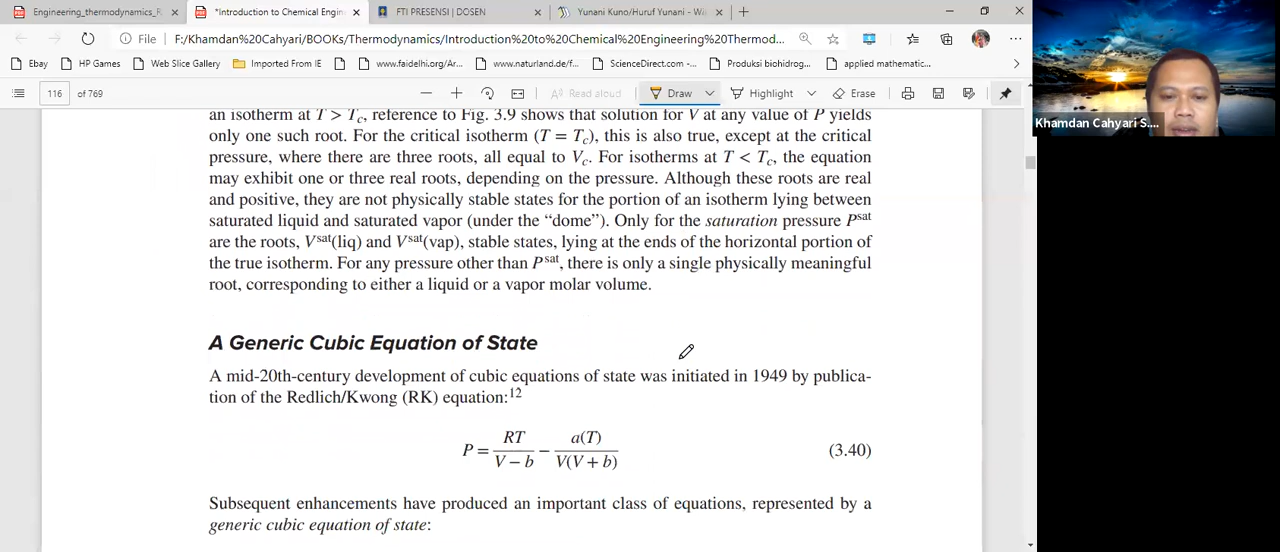 Engineering_thermodynamics_R
*Introduction to Chemical Engin
FTI PRESENSI | DOSEN
Yunani Kuno/Huruf Yunani - Wi
File
F:/Khamdan%20Cahyari/BOOKs/Thermodynamics/Introduction%20to%20Chemical%20Engineering%20Thermod...
Ebay
HP Games
Web Slice Gallery
Imported From IE
www.faidelhi.org/Ar...
www.naturland.de/f...
ScienceDirect.com -...
Produksi biohidrog...
applied mathematic...
116 of 769
Read aloud
Draw
Highlight
Erase
Khamdan Cahyari S....
an isotherm at T > Tc, reference to Fig. 3.9 shows that solution for V at any value of P yields
only one such root. For the critical isotherm (T = Tc), this is also true, except at the critical
pressure, where there are three roots, all equal to Vc. For isotherms at T < Tc, the equation
may exhibit one or three real roots, depending on the pressure. Although these roots are real
and positive, they are not physically stable states for the portion of an isotherm lying between
saturated liquid and saturated vapor (under the “dome”). Only for the saturation pressure Psat
are the roots, Vsat(liq) and Vsat(vap), stable states, lying at the ends of the horizontal portion of
the true isotherm. For any pressure other than Psat, there is only a single physically meaningful
root, corresponding to either a liquid or a vapor molar volume.
A Generic Cubic Equation of State
A mid-20th-century development of cubic equations of state was initiated in 1949 by publica-
tion of the Redlich/Kwong (RK) equation:12
P = RT/(V − b) − a(T)/(V(V + b)) (3.40)
Subsequent enhancements have produced an important class of equations, represented by a
generic cubic equation of state: